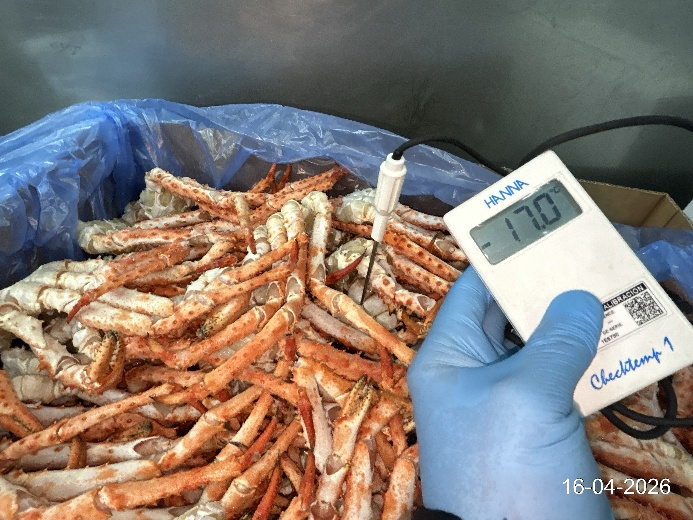 HANNA
-17.0°C
CALIBRACION
Checktemp 1
16-04-2026